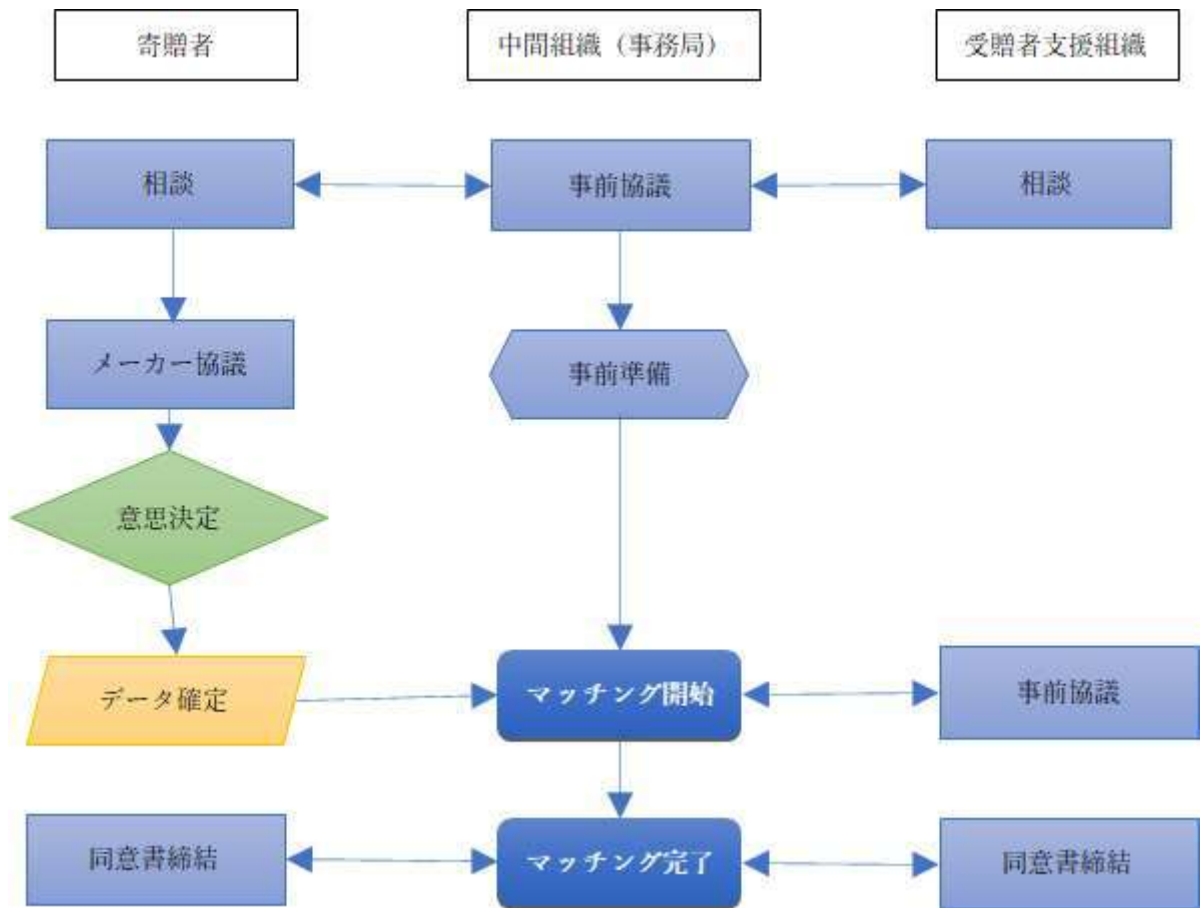 寄贈者
中間組織（事務局）
受贈者支援組織
相談
事前協議
相談
メーカー協議
事前準備
意思決定
データ確定
マッチング開始
事前協議
同意書締結
マッチング完了
同意書締結